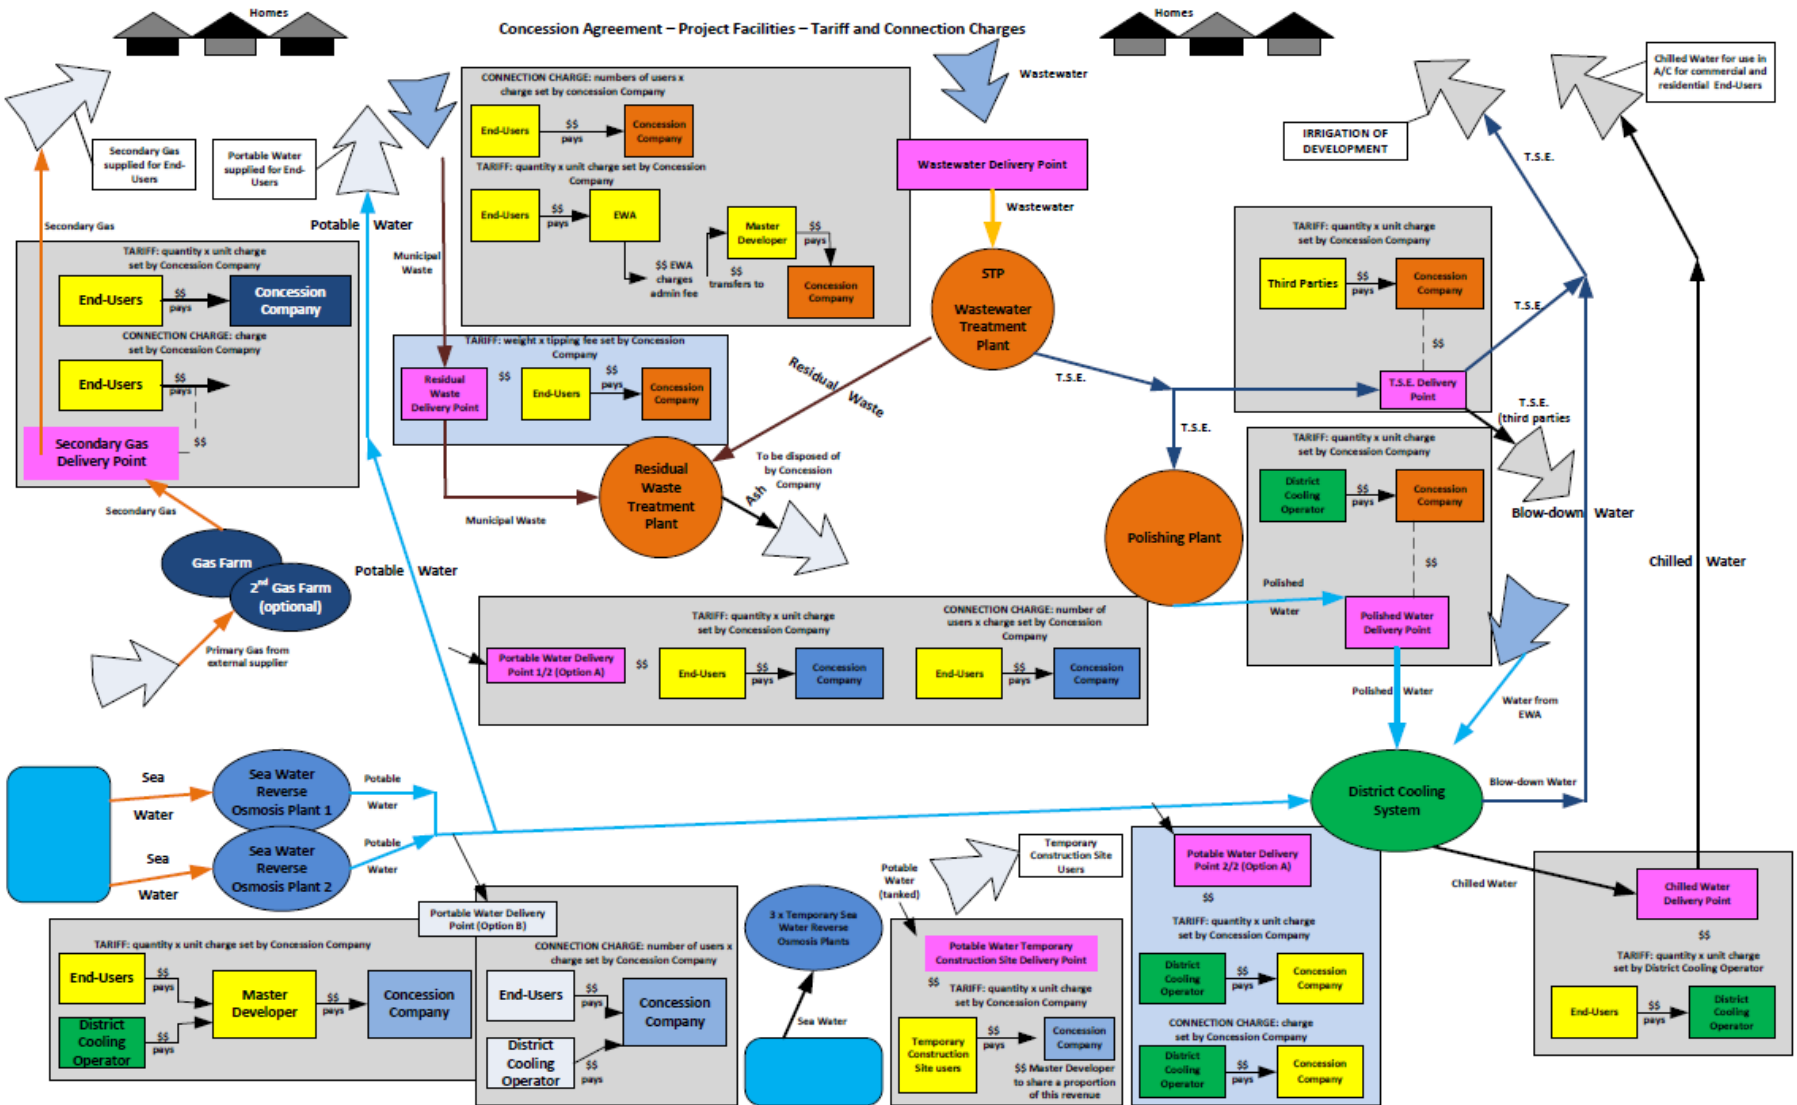 Homes
Concession Agreement – Project Facilities – Tariff and Connection Charges
Homes
Secondary Gas
supplied for End-
Users
Portable Water
supplied for End-
Users
Secondary Gas
Potable Water
Municipal
Waste
CONNECTION CHARGE: numbers of users x
charge set by concession Company
End-Users
$$
pays
Concession
Company
TARIFF: quantity x unit charge set by Concession
Company
End-Users
$$
pays
EWA
$$ EWA
charges
admin fee
$$
transfers to
Master
Developer
$$
pays
Concession
Company
Wastewater
Wastewater Delivery Point
Wastewater
STP
Wastewater
Treatment
Plant
IRRIGATION OF
DEVELOPMENT
Chilled Water for use in
A/C for commercial and
residential End-Users
T.S.E.
TARIFF: quantity x unit charge
set by Concession Company
End-Users
$$
pays
Concession
Company
CONNECTION CHARGE: charge
set by Concession Comapny
End-Users
$$
pays
$$
Secondary Gas
Delivery Point
Secondary Gas
Gas Farm
2nd Gas Farm
(optional)
Primary Gas from
external supplier
TARIFF: weight x tipping fee set by Concession
Company
Residual
Waste
Delivery Point
$$
End-Users
$$
pays
Concession
Company
Residual
Waste
Residual
Waste
Treatment
Plant
Municipal Waste
To be disposed of
by Concession
Company
Ash
T.S.E.
T.S.E.
Polishing Plant
TARIFF: quantity x unit charge
set by Concession Company
Third Parties
$$
pays
Concession
Company
$$
T.S.E. Delivery
Point
T.S.E.
T.S.E.
(third parties
TARIFF: quantity x unit charge
set by Concession Company
District
Cooling
Operator
$$
pays
Concession
Company
$$
Polished
Water
Polished Water
Delivery Point
Blow-down Water
Chilled Water
Polished Water
Water from
EWA
Potable Water
TARIFF: quantity x unit charge
set by Concession Company
CONNECTION CHARGE: number of
users x charge set by Concession
Company
Portable Water Delivery
Point 1/2 (Option A)
$$
End-Users
$$
pays
Concession
Company
End-Users
$$
pays
Concession
Company
Sea
Water
Sea Water
Reverse
Osmosis Plant 1
Potable
Water
Sea
Water
Sea Water
Reverse
Osmosis Plant 2
Potable
Water
District Cooling
System
Blow-down Water
Chilled Water
Portable Water Delivery
Point (Option B)
TARIFF: quantity x unit charge set by Concession Company
End-Users
$$
pays
District
Cooling
Operator
$$
pays
Master
Developer
$$
pays
Concession
Company
CONNECTION CHARGE: number of users x
charge set by Concession Company
End-Users
$$
pays
District
Cooling
Operator
$$
pays
Concession
Company
3 x Temporary Sea
Water Reverse
Osmosis Plants
Sea Water
Potable
Water
(tanked)
Temporary
Construction Site
Users
Potable Water Temporary
Construction Site Delivery Point
$$
TARIFF: quantity x unit charge
set by Concession Company
Temporary
Construction
Site users
$$
pays
Concession
Company
$$ Master Developer
to share a proportion
of this revenue
Potable Water Delivery
Point 2/2 (Option A)
$$
TARIFF: quantity x unit charge
set by Concession Company
District
Cooling
Operator
$$
pays
Concession
Company
CONNECTION CHARGE: charge
set by Concession Company
District
Cooling
Operator
$$
pays
Concession
Company
Chilled Water
Delivery Point
$$
TARIFF: quantity x unit charge
set by District Cooling Operator
End-Users
$$
pays
District
Cooling
Operator